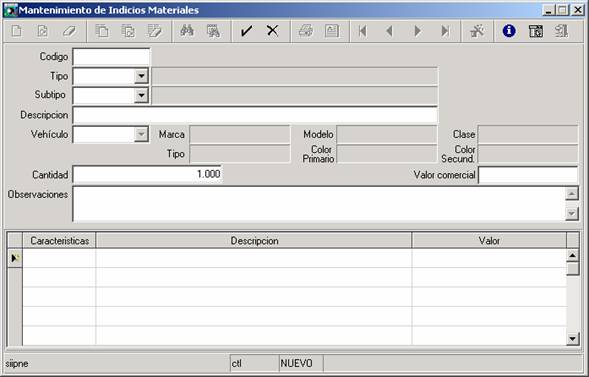 Mantenimiento de Indicios Materiales
Codigo
Tipo
Subtipo
Descripcion
Vehículo Marca Modelo Clase
Tipo Color Primario Color Secund.
Cantidad 1.000 Valor comercial
Observaciones
Caracteristicas Descripcion Valor
siipne ctl NUEVO